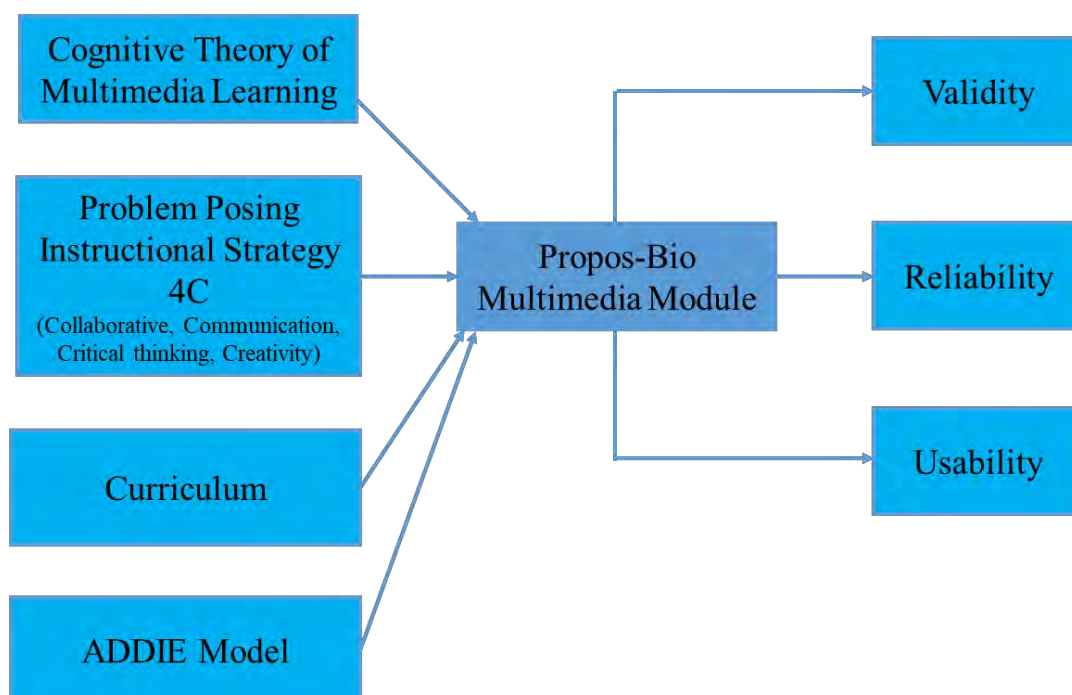 Cognitive Theory of
Multimedia Learning
Problem Posing
Instructional Strategy
4C
(Collaborative, Communication,
Critical thinking, Creativity)
Curriculum
ADDIE Model
Propos-Bio
Multimedia Module
Validity
Reliability
Usability